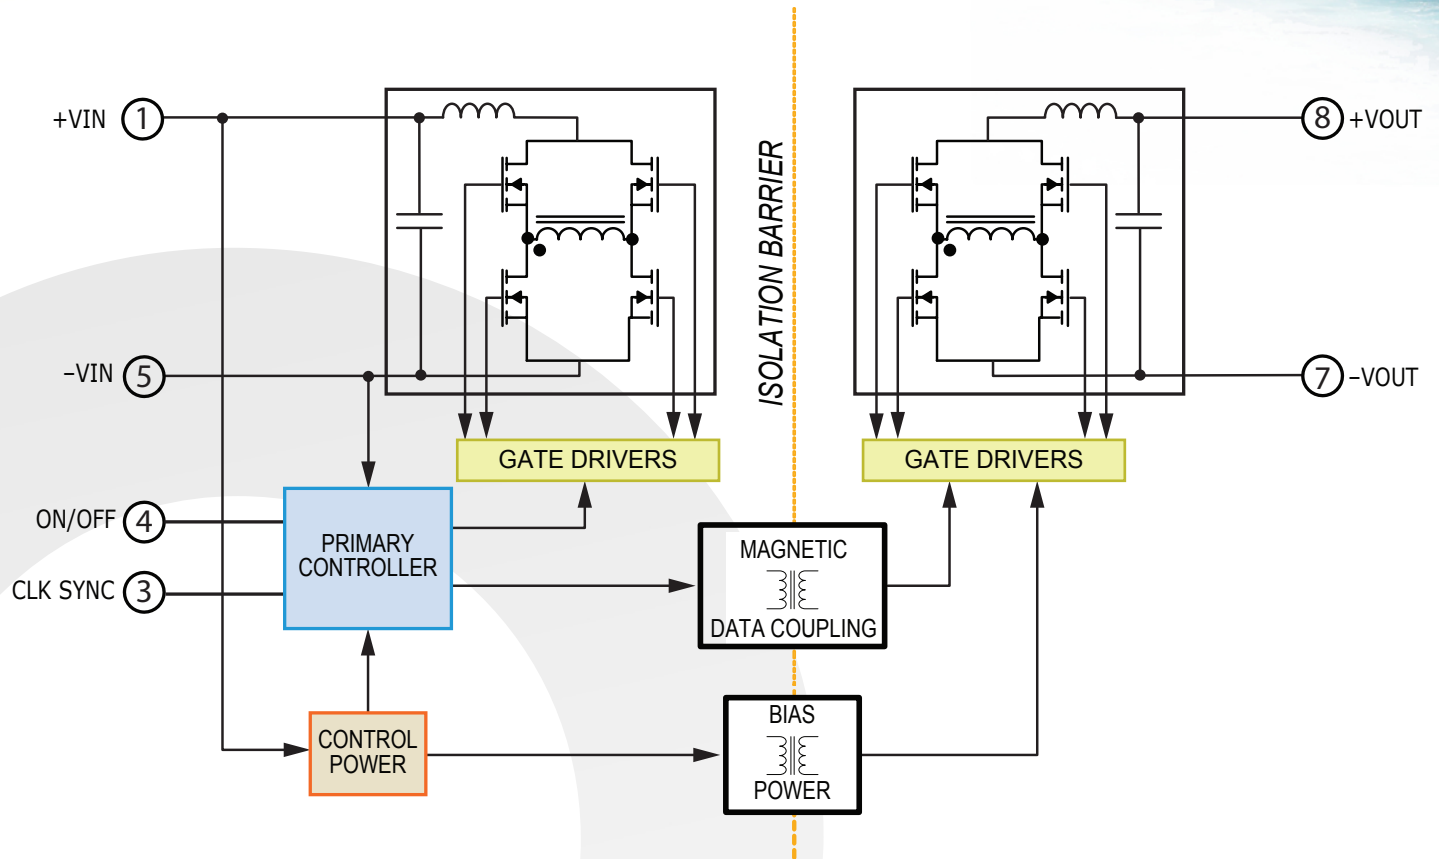 +VIN 1
8 +VOUT
ISOLATION BARRIER
–VIN 5
7 –VOUT
GATE DRIVERS
GATE DRIVERS
ON/OFF 4
PRIMARY
CONTROLLER
CLK SYNC 3
MAGNETIC
DATA COUPLING
CONTROL
POWER
BIAS
POWER